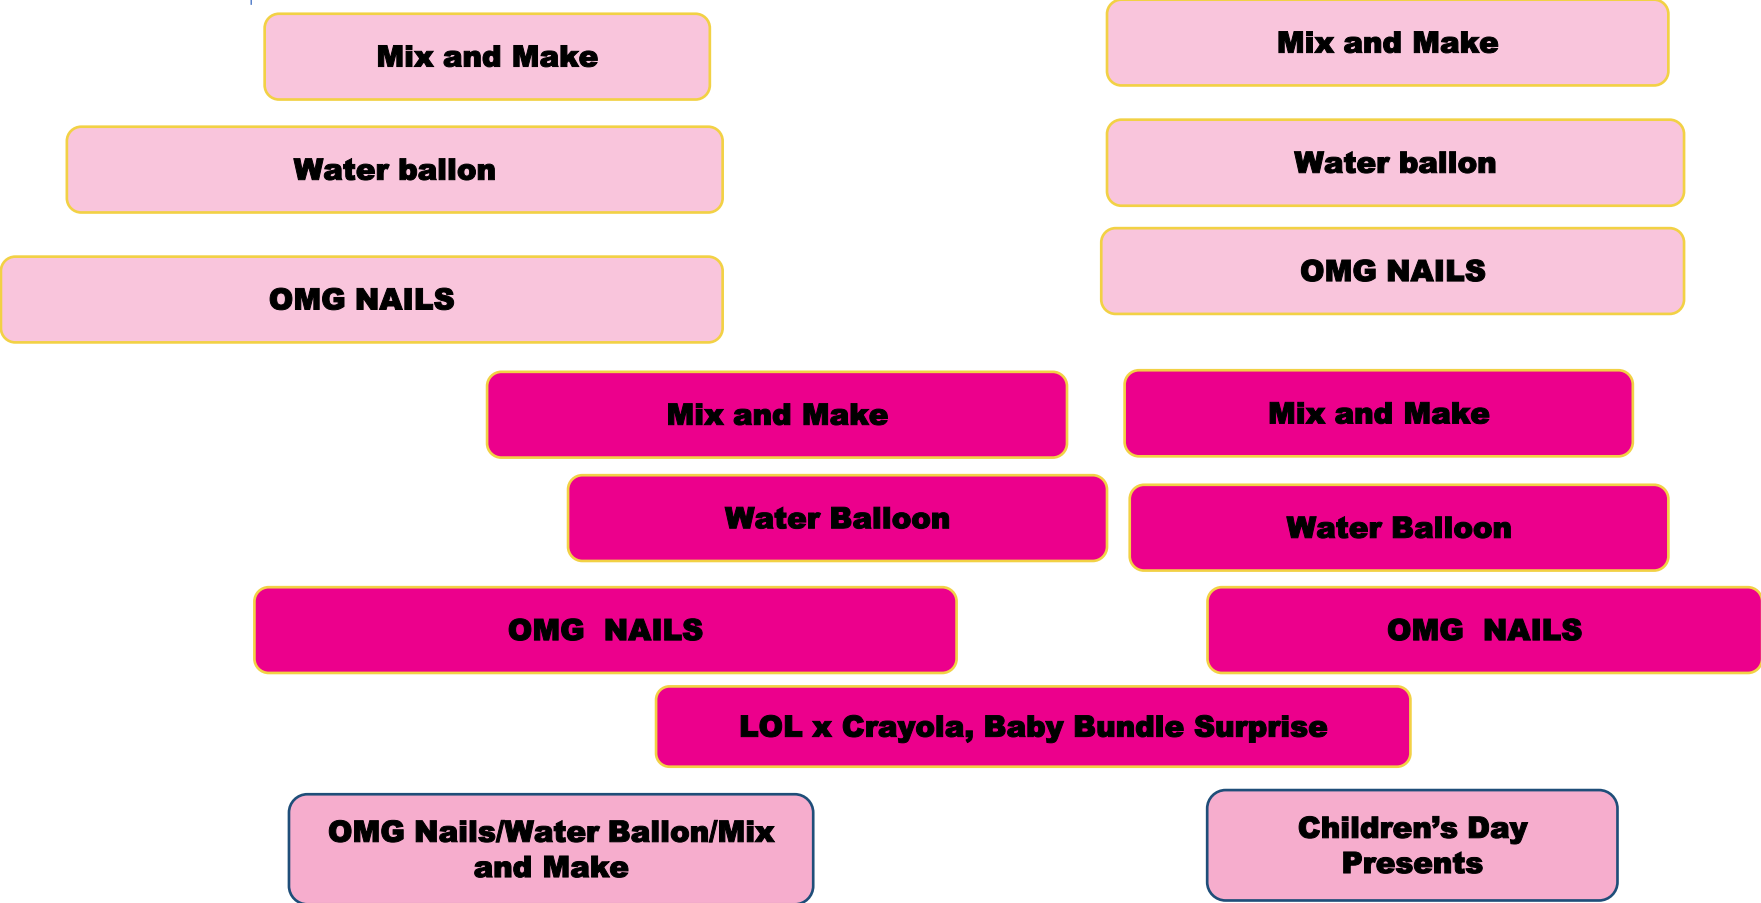 Mix and Make
Mix and Make
Water ballon
Water ballon
OMG NAILS
OMG NAILS
Mix and Make
Mix and Make
Water Balloon
Water Balloon
OMG  NAILS
OMG  NAILS
LOL x Crayola, Baby Bundle Surprise
OMG Nails/Water Ballon/Mix
and Make
Children’s Day
Presents